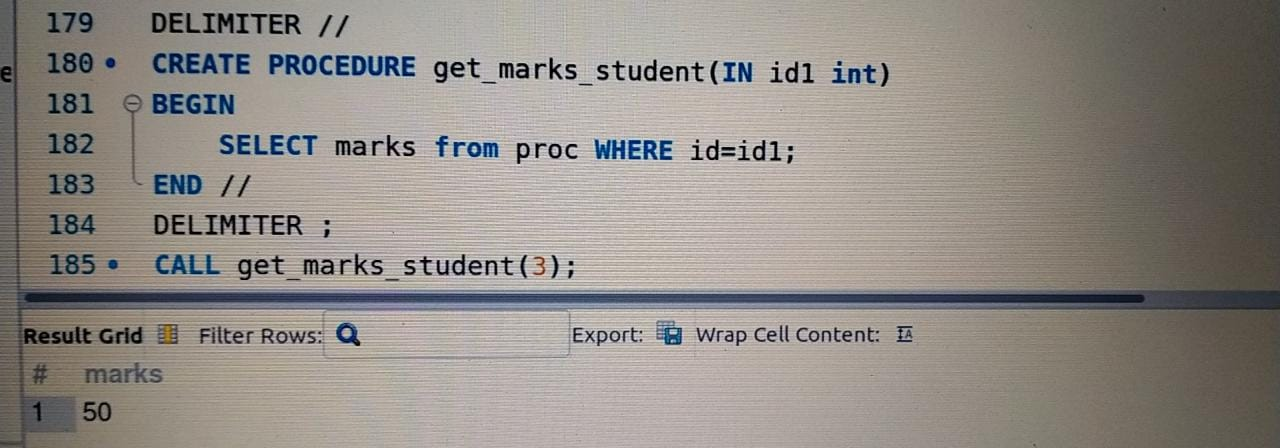 179 DELIMITER //
e
180 CREATE PROCEDURE get_marks_student(IN id1 int)
181 BEGIN
182 SELECT marks from proc WHERE id=id1;
183 END //
184 DELIMITER ;
185 CALL get_marks_student(3);
Result Grid Filter Rows: Export: Wrap Cell Content: IA
# marks
1 50